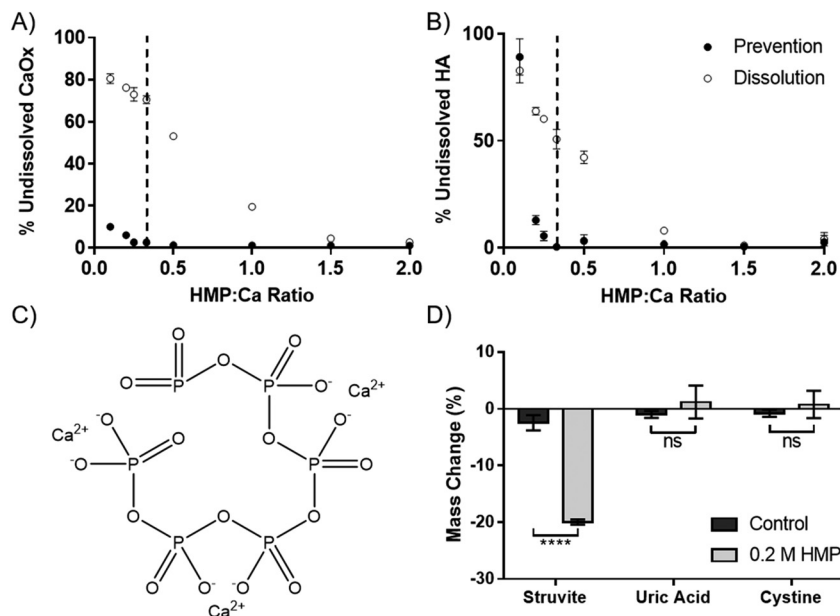 A)
% Undissolved CaOx
100
80
60
40
20
0
0.0 0.5 1.0 1.5 2.0
HMP:Ca Ratio
B)
% Undissolved HA
100
50
0
0.0 0.5 1.0 1.5 2.0
HMP:Ca Ratio
Prevention
Dissolution
C)
O O O
O P O P O⁻ Ca²⁺
⁻O O O O⁻ Ca²⁺
Ca²⁺
⁻O P P O
O O
P O P
O O⁻ ⁻O O
Ca²⁺
D)
Mass Change (%)
10
0
-10
-20
-30
ns ns
****
Control
0.2 M HMP
Struvite Uric Acid Cystine